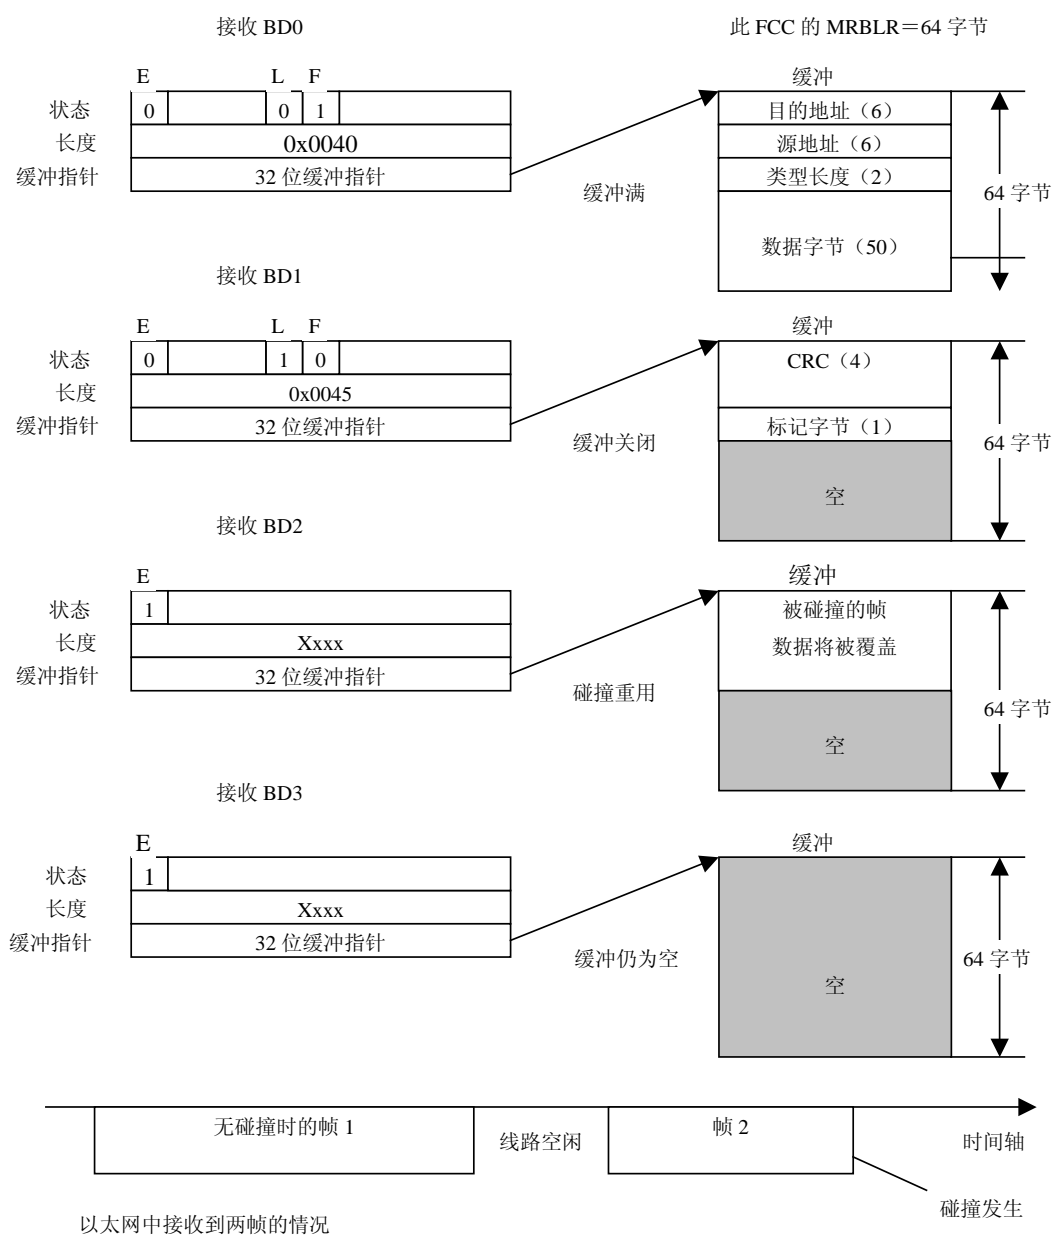 接收 BD0
此 FCC 的 MRBLR＝64 字节
E L F
缓冲
状态 0 0 1
目的地址（6）
长度 0x0040
源地址（6）
缓冲指针 32 位缓冲指针
类型长度（2）
缓冲满
64 字节
数据字节（50）
接收 BD1
E L F
缓冲
状态 0 1 0
CRC（4）
长度 0x0045
缓冲指针 32 位缓冲指针
标记字节（1）
缓冲关闭
64 字节
空
接收 BD2
E
缓冲
状态 1
被碰撞的帧
长度 Xxxx
数据将被覆盖
缓冲指针 32 位缓冲指针
碰撞重用
64 字节
空
接收 BD3
E
缓冲
状态 1
长度 Xxxx
缓冲指针 32 位缓冲指针
缓冲仍为空
64 字节
空
无碰撞时的帧 1
线路空闲
帧 2
时间轴
碰撞发生
以太网中接收到两帧的情况